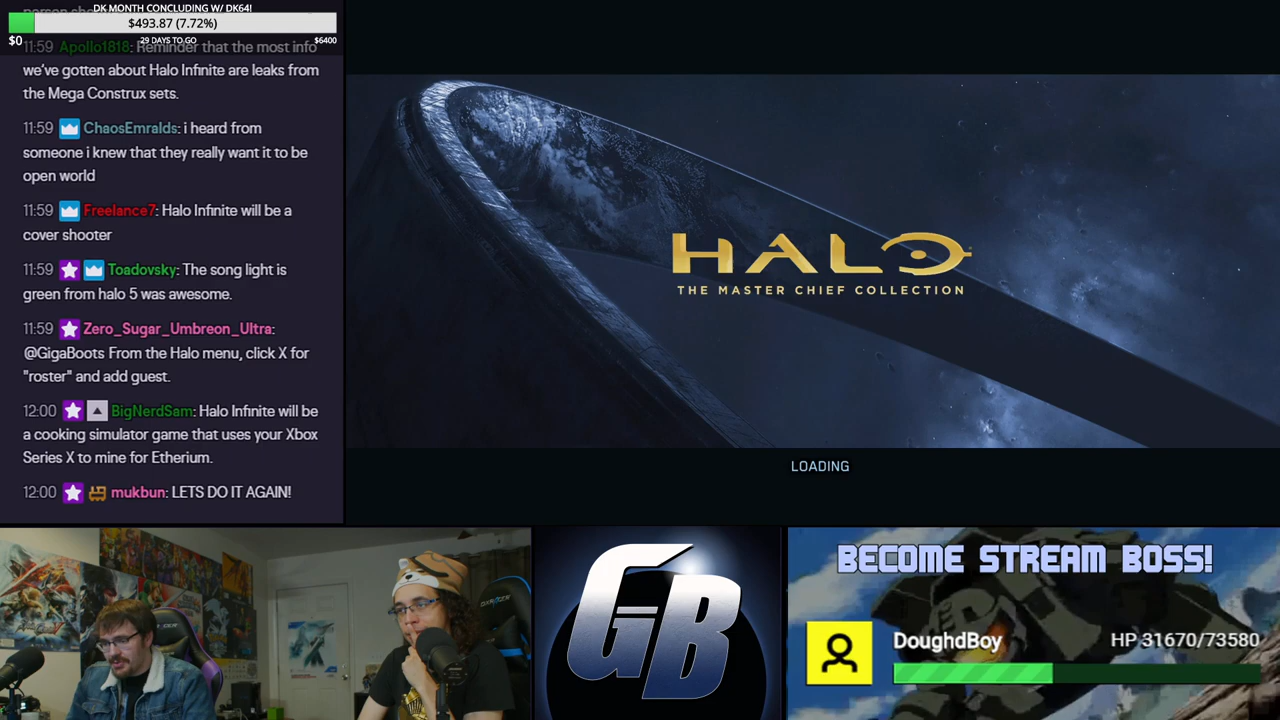 DK MONTH CONCLUDING W/ DK64!
$493.87 (7.72%)
$0
29 DAYS TO GO
$6400
11:59 Apollo1818: Reminder that the most info
we've gotten about Halo Infinite are leaks from
the Mega Construx sets.
11:59 ChaosEmralds: i heard from
someone i knew that they really want it to be
open world
11:59 Freelance7: Halo Infinite will be a
cover shooter
11:59 Toadovsky: The song light is
green from halo 5 was awesome.
11:59 Zero_Sugar_Umbreon_Ultra:
@GigaBoots From the Halo menu, click X for
"roster" and add guest.
12:00 BigNerdSam: Halo Infinite will be
a cooking simulator game that uses your Xbox
Series X to mine for Etherium.
12:00 mukbun: LETS DO IT AGAIN!
HALO
THE MASTER CHIEF COLLECTION
LOADING
GB
BECOME STREAM BOSS!
DoughdBoy
HP 31670/73580